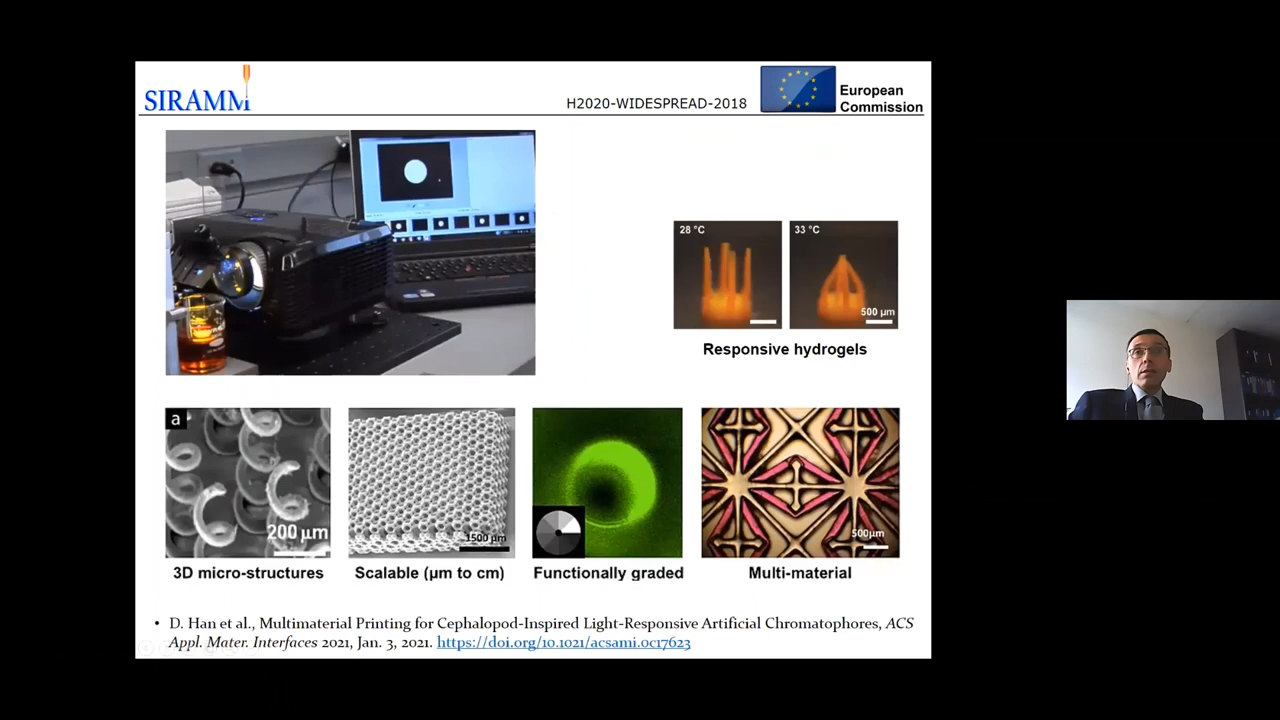 SIRAMM
H2020-WIDESPREAD-2018
European
Commission
28 °C
33 °C
500 µm
Responsive hydrogels
a
200 µm
1500 µm
500µm
3D micro-structures
Scalable (µm to cm)
Functionally graded
Multi-material
• D. Han et al., Multimaterial Printing for Cephalopod-Inspired Light-Responsive Artificial Chromatophores, ACS
Appl. Mater. Interfaces 2021, Jan. 3, 2021. https://doi.org/10.1021/acsami.0c17623